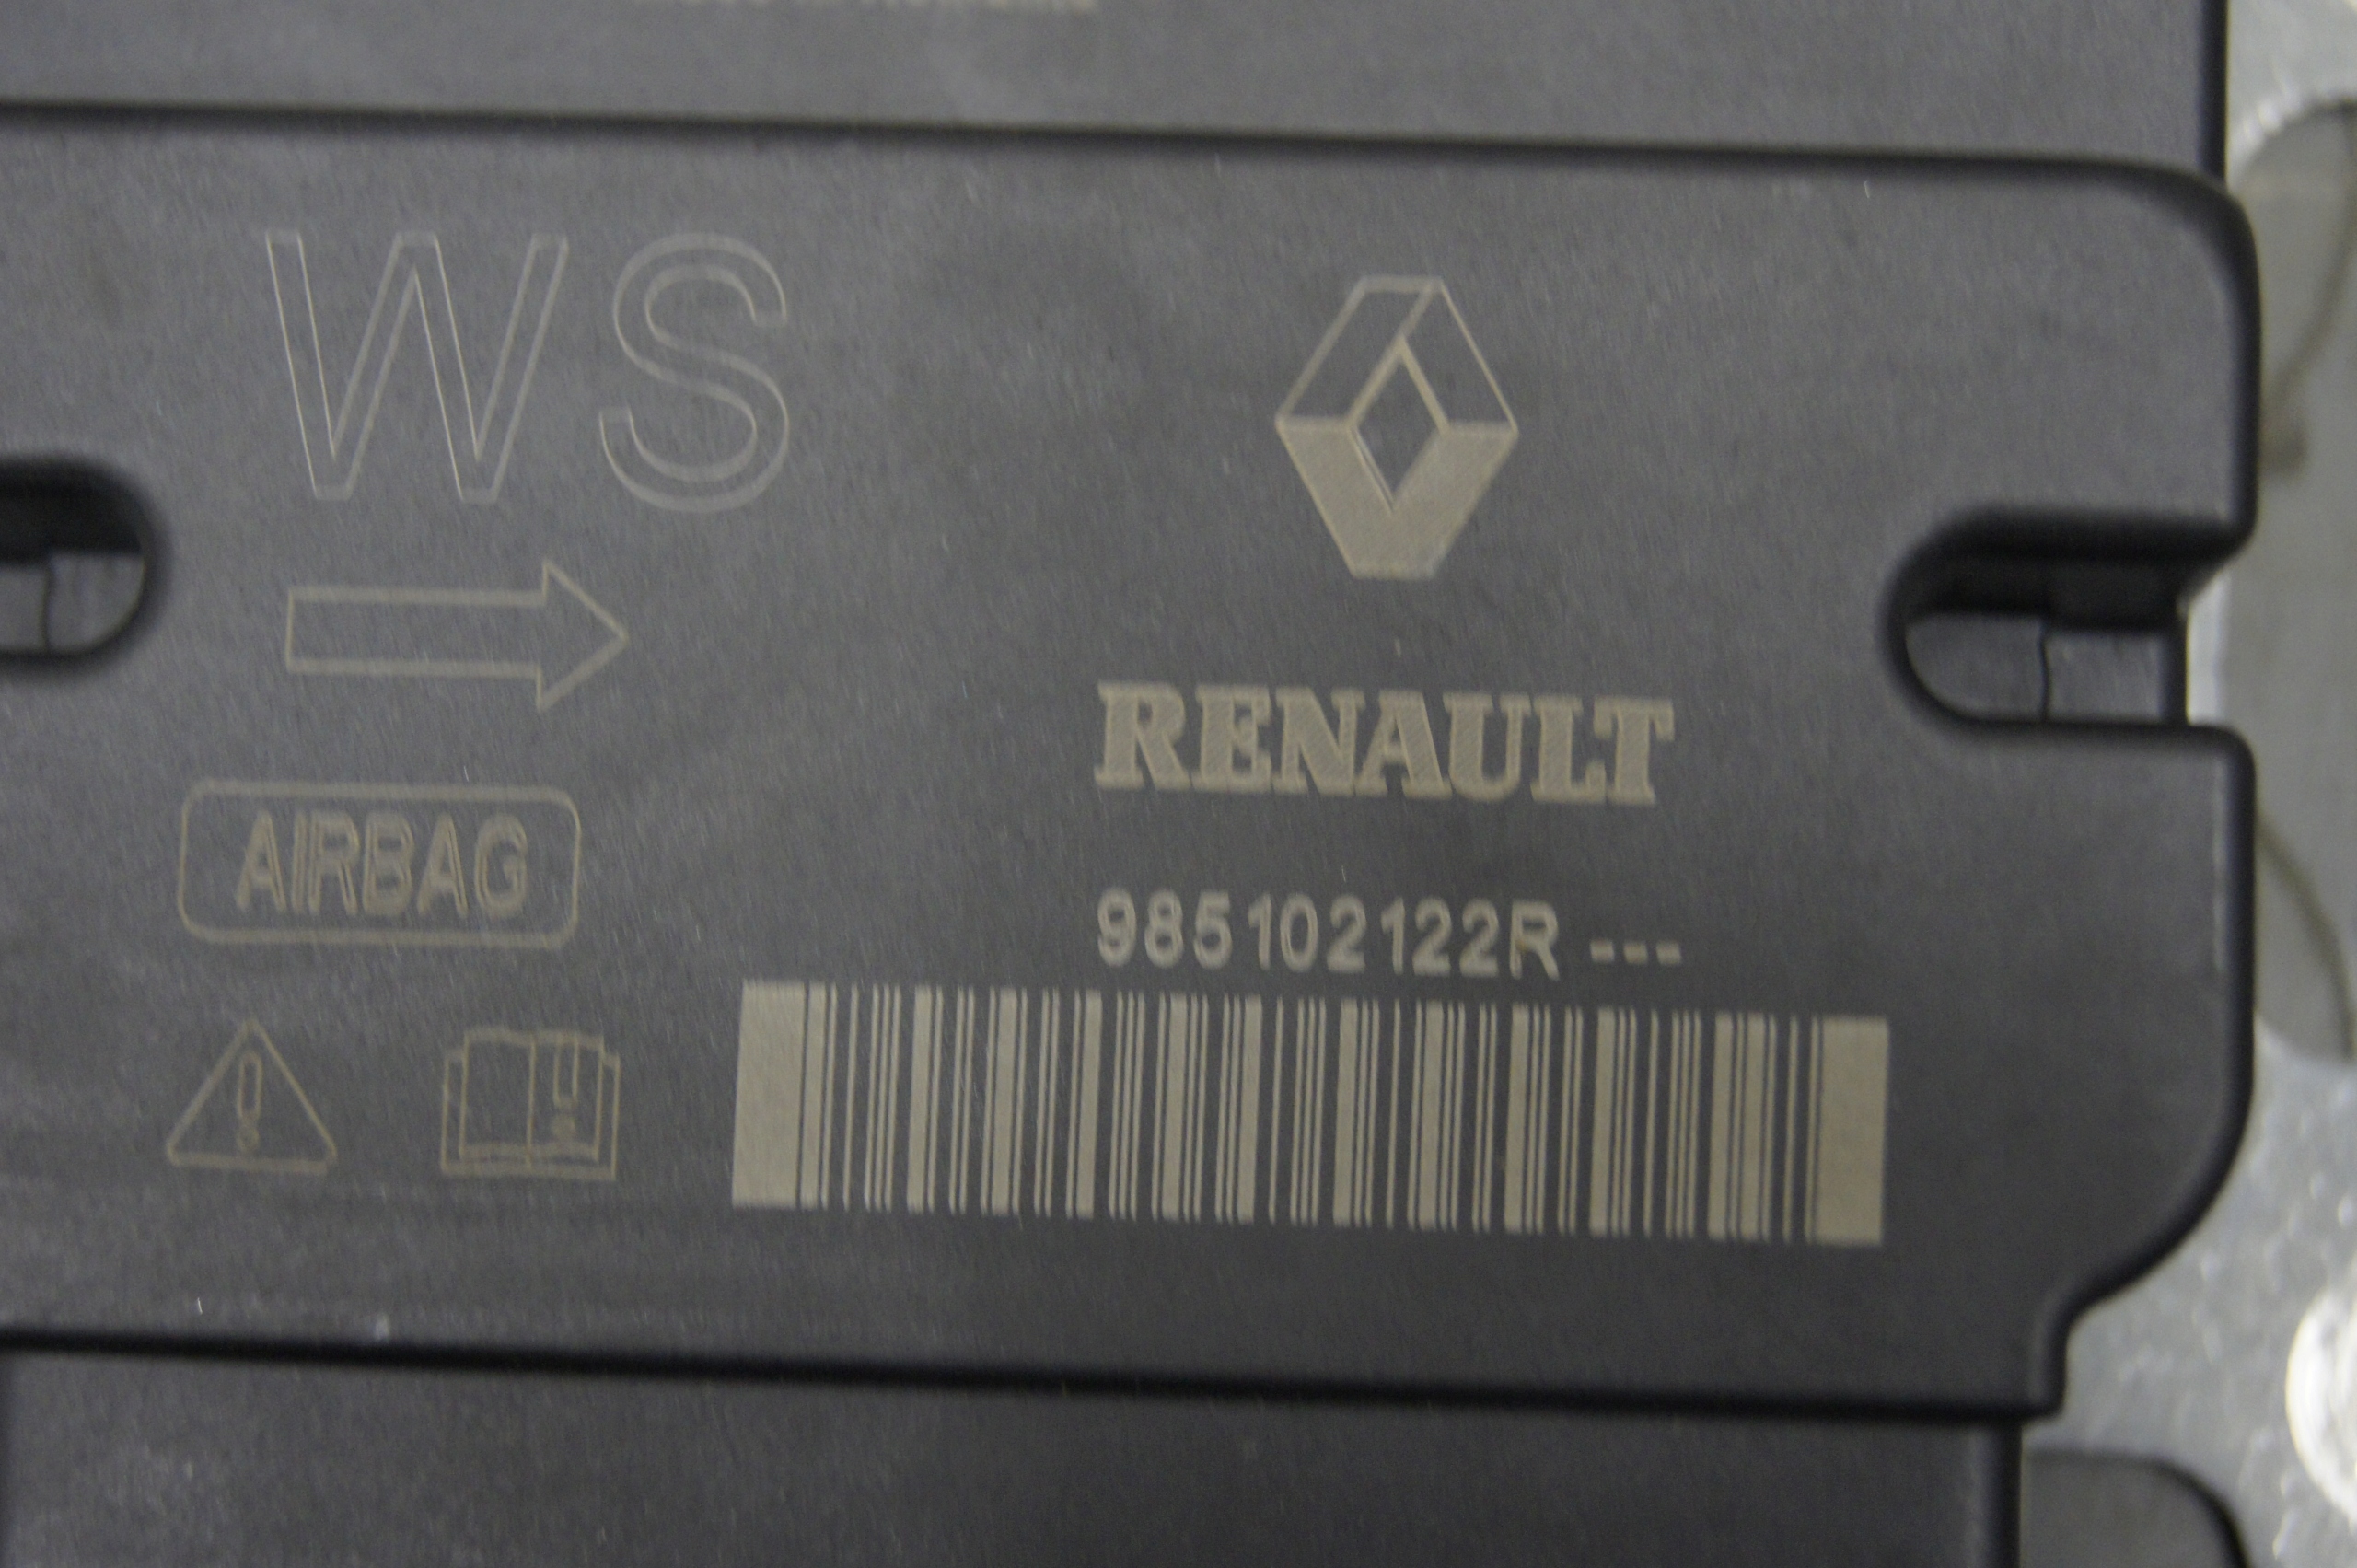 WS
AIRBAG
RENAULT
985102122R ---